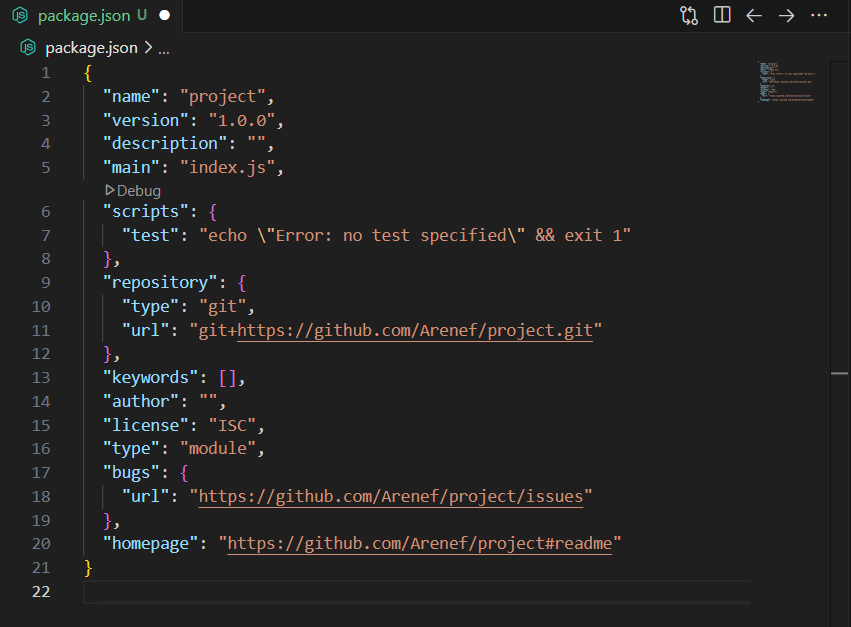 package.json U
package.json > ...
1 {
2 "name": "project",
3 "version": "1.0.0",
4 "description": "",
5 "main": "index.js",
Debug
6 "scripts": {
7 "test": "echo \"Error: no test specified\" && exit 1"
8 },
9 "repository": {
10 "type": "git",
11 "url": "git+https://github.com/Arenef/project.git"
12 },
13 "keywords": [],
14 "author": "",
15 "license": "ISC",
16 "type": "module",
17 "bugs": {
18 "url": "https://github.com/Arenef/project/issues"
19 },
20 "homepage": "https://github.com/Arenef/project#readme"
21 }
22